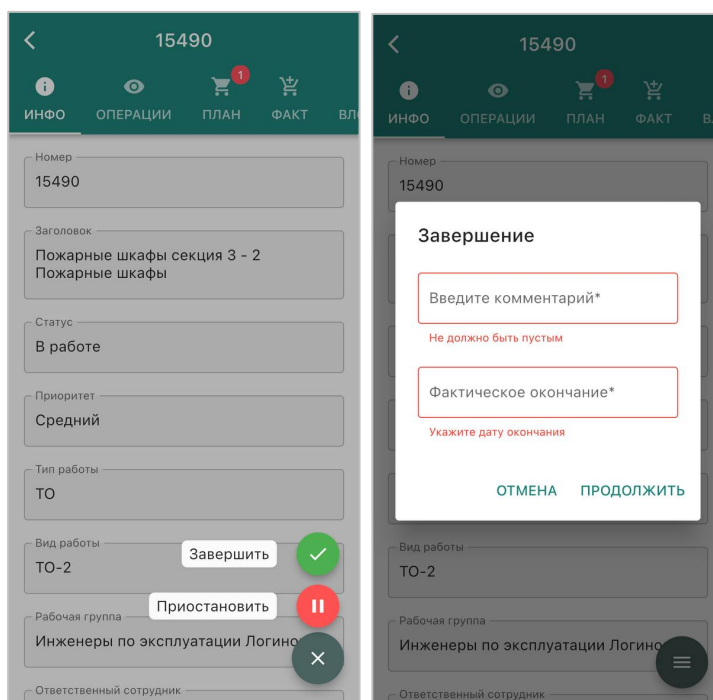 15490
1
ИНФО ОПЕРАЦИИ ПЛАН ФАКТ
Номер
15490
Заголовок
Пожарные шкафы секция 3 - 2
Пожарные шкафы
Статус
В работе
Приоритет
Средний
Тип работы
ТО
Вид работы
ТО-2
Завершить
Приостановить
Рабочая группа
Инженеры по эксплуатации
Ответственный сотрудник
15490
1
ИНФО ОПЕРАЦИИ ПЛАН ФАКТ
Номер
15490
Завершение
Введите комментарий*
Не должно быть пустым
Фактическое окончание*
Укажите дату окончания
ОТМЕНА ПРОДОЛЖИТЬ
Вид работы
ТО-2
Рабочая группа
Инженеры по эксплуатации
Ответственный сотрудник